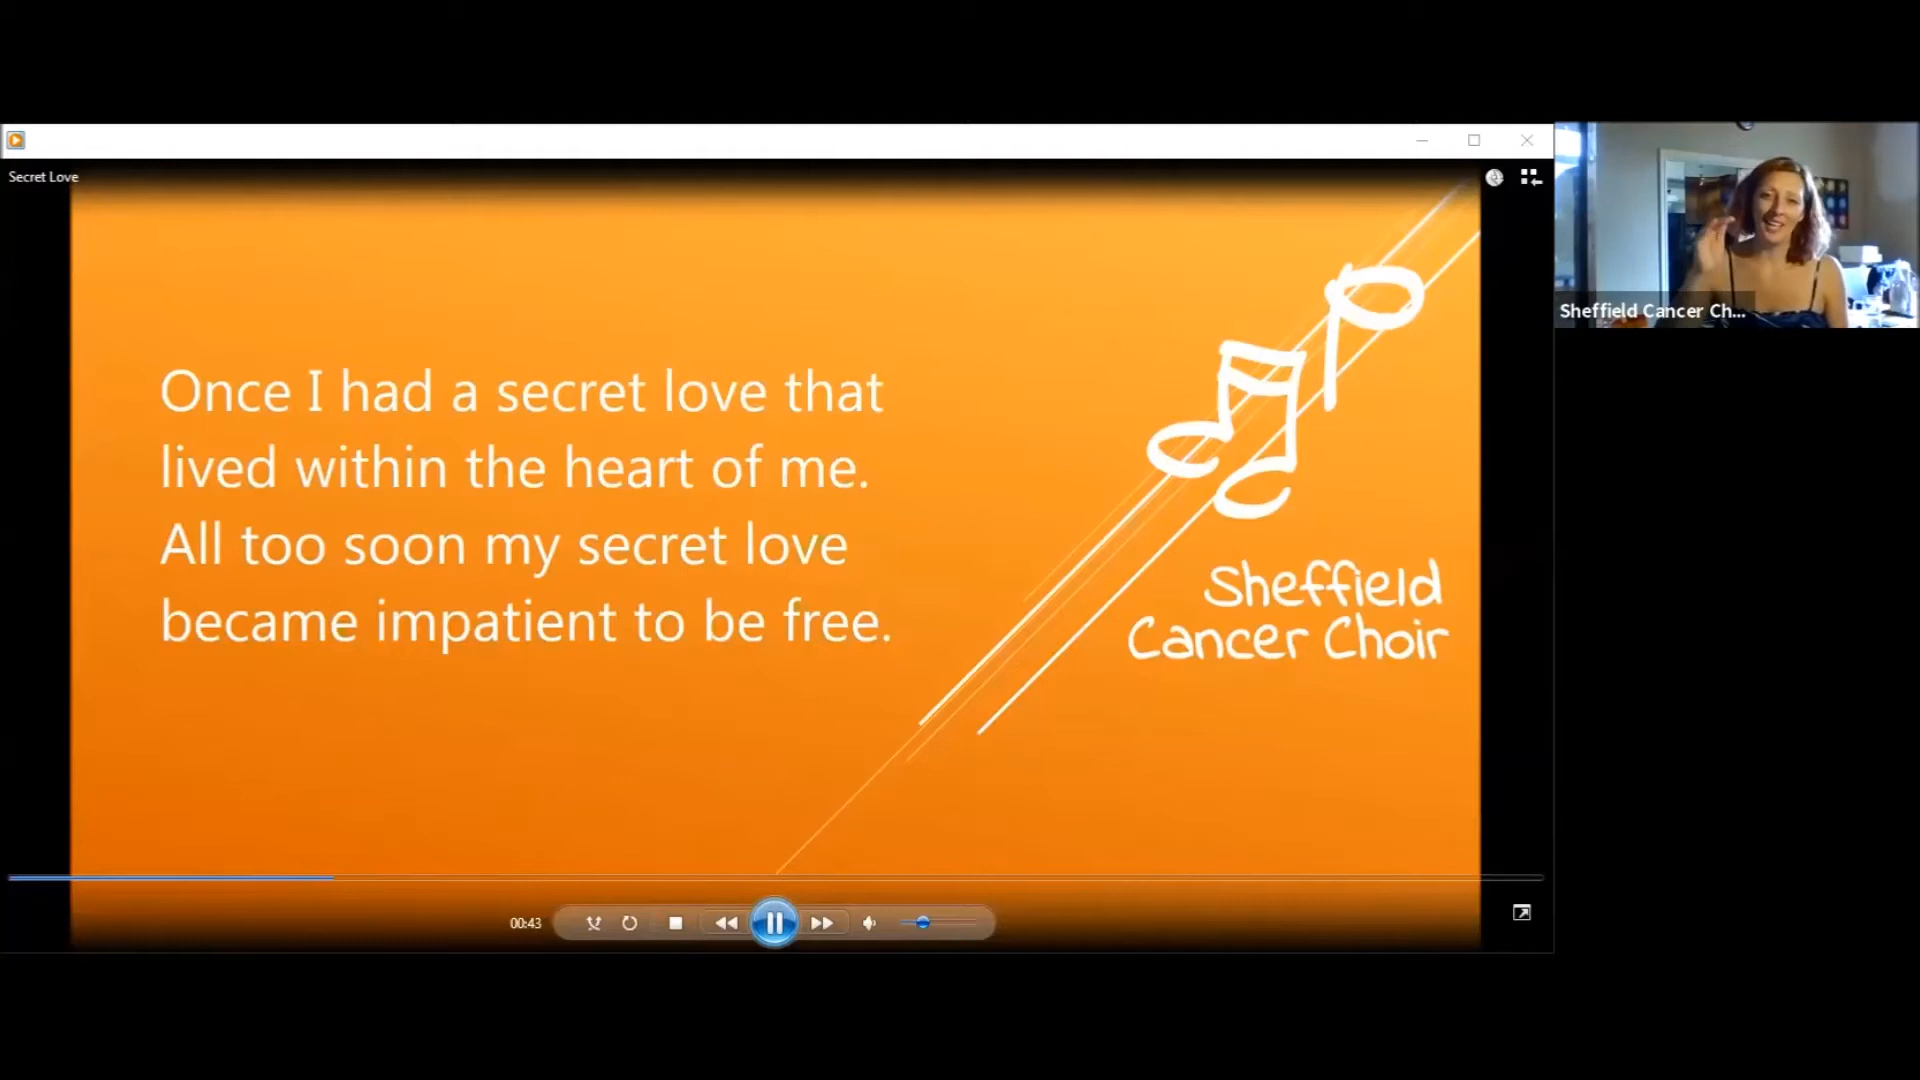 Secret Love
Once I had a secret love that
lived within the heart of me.
All too soon my secret love
became impatient to be free.
Sheffield
Cancer Choir
Sheffield Cancer Ch...
00:43